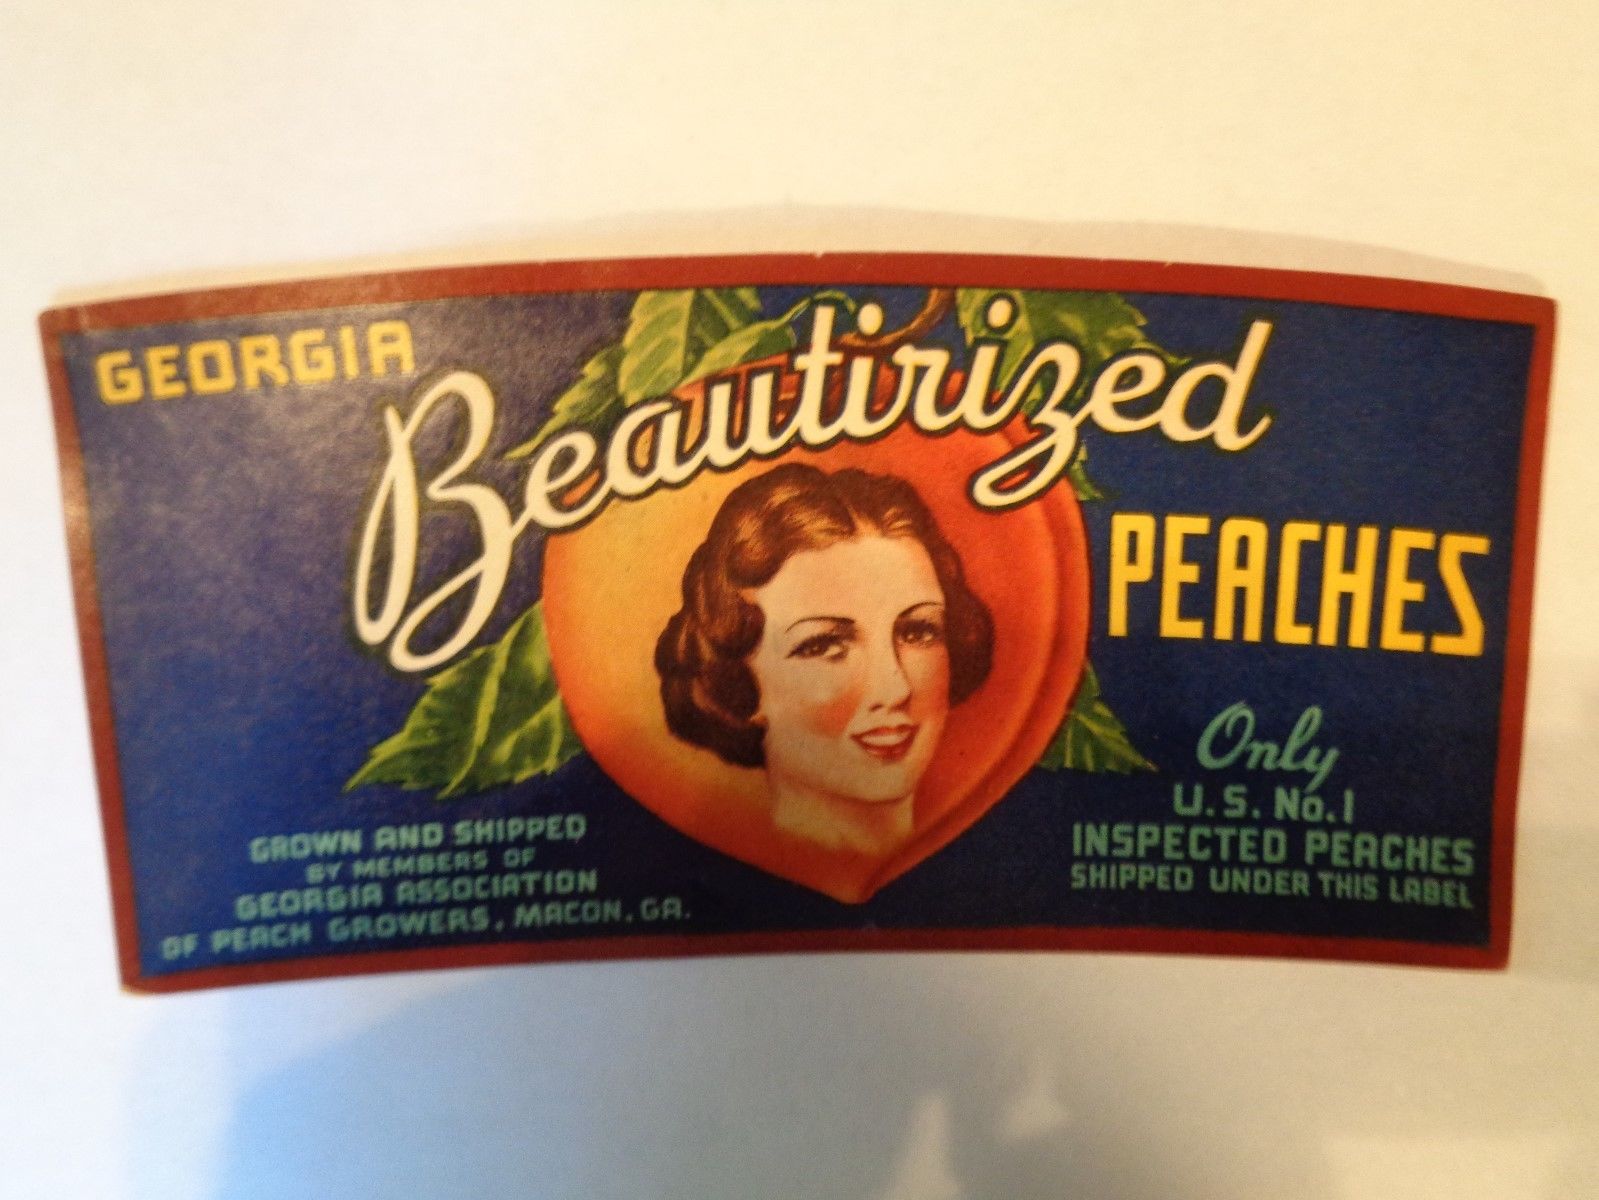 GEORGIA
Beautirized
PEACHES
Only
U.S. No. 1
INSPECTED PEACHES
SHIPPED UNDER THIS LABEL
GROWN AND SHIPPED
BY MEMBERS OF
GEORGIA ASSOCIATION
OF PEACH GROWERS, MACON, GA.